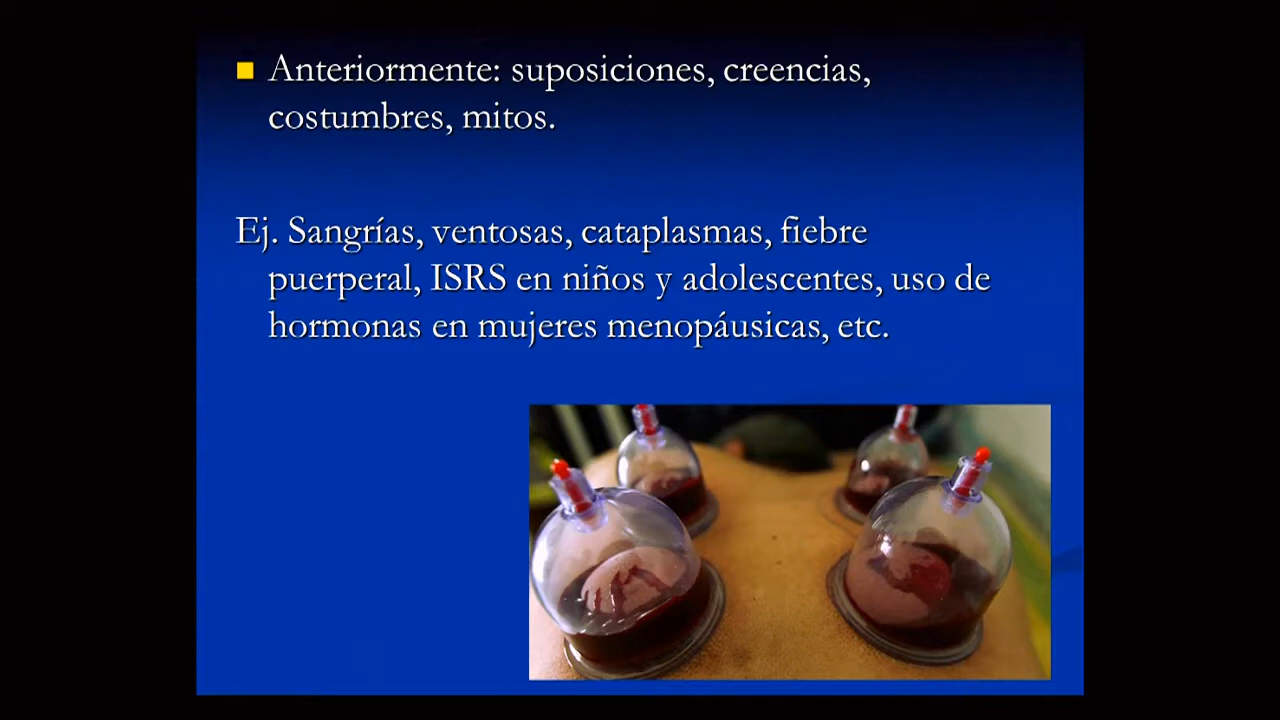 Anteriormente: suposiciones, creencias,
costumbres, mitos.
Ej. Sangrías, ventosas, cataplasmas, fiebre
puerperal, ISRS en niños y adolescentes, uso de
hormonas en mujeres menopáusicas, etc.